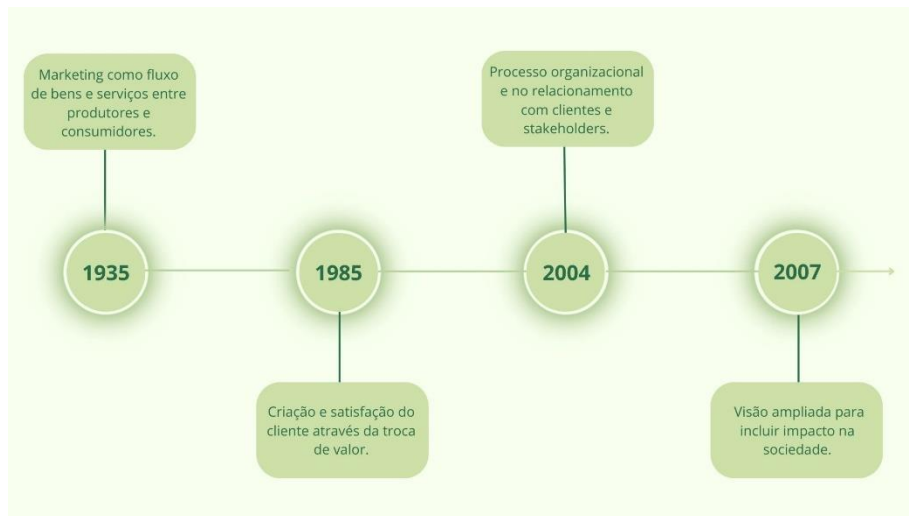 Marketing como fluxo
de bens e serviços entre
produtores e
consumidores.
Processo organizacional
e no relacionamento
com clientes e
stakeholders.
1935
1985
2004
2007
Criação e satisfação do
cliente através da troca
de valor.
Visão ampliada para
incluir impacto na
sociedade.